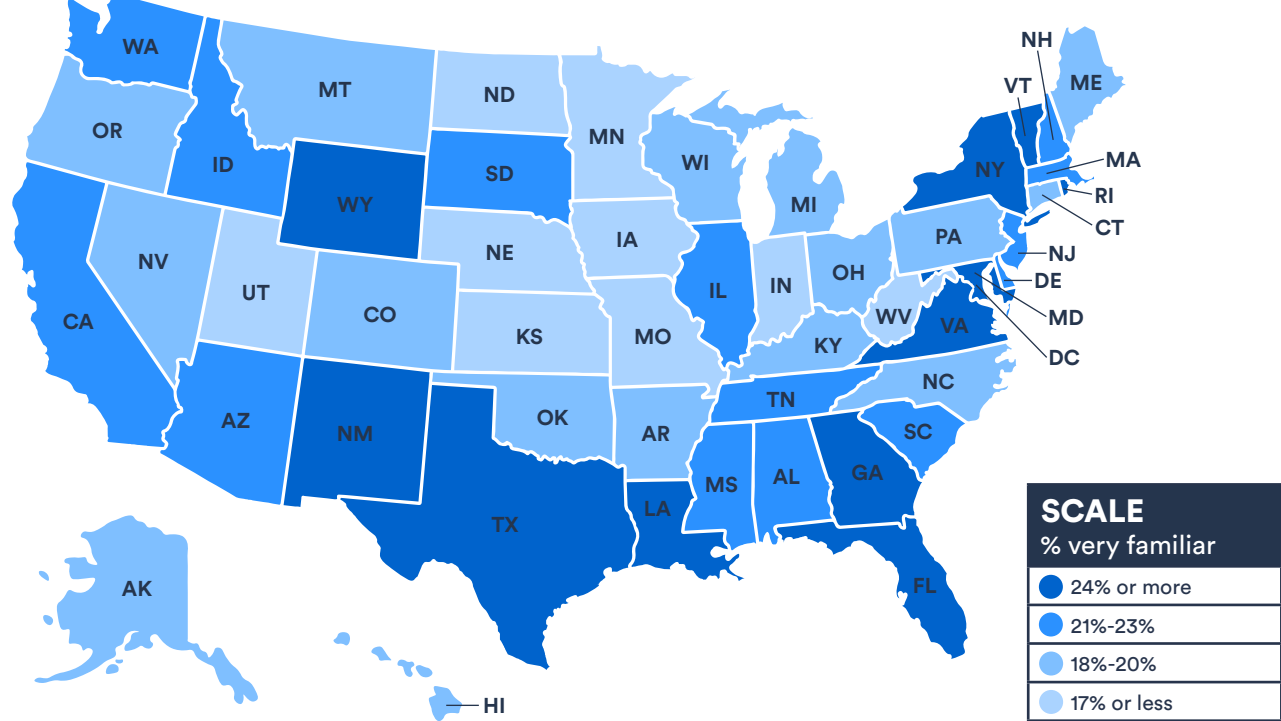 NH
WA
ME
VT
MT
ND
OR
MN
MA
ID
SD
WI
NY
RI
WY
MI
CT
IA
PA
NJ
NE
NV
OH
DE
UT
IL
IN
CO
WV
MD
CA
VA
KS
MO
KY
DC
NC
TN
AZ
OK
NM
AR
SC
GA
MS
AL
LA
TX
AK
FL
HI
SCALE
% very familiar
24% or more
21%-23%
18%-20%
17% or less